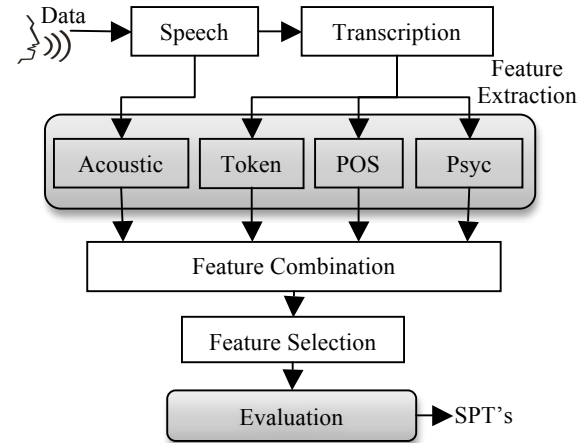 Data
Speech
Transcription
Feature
Extraction
Acoustic
Token
POS
Psyc
Feature Combination
Feature Selection
Evaluation
SPT's